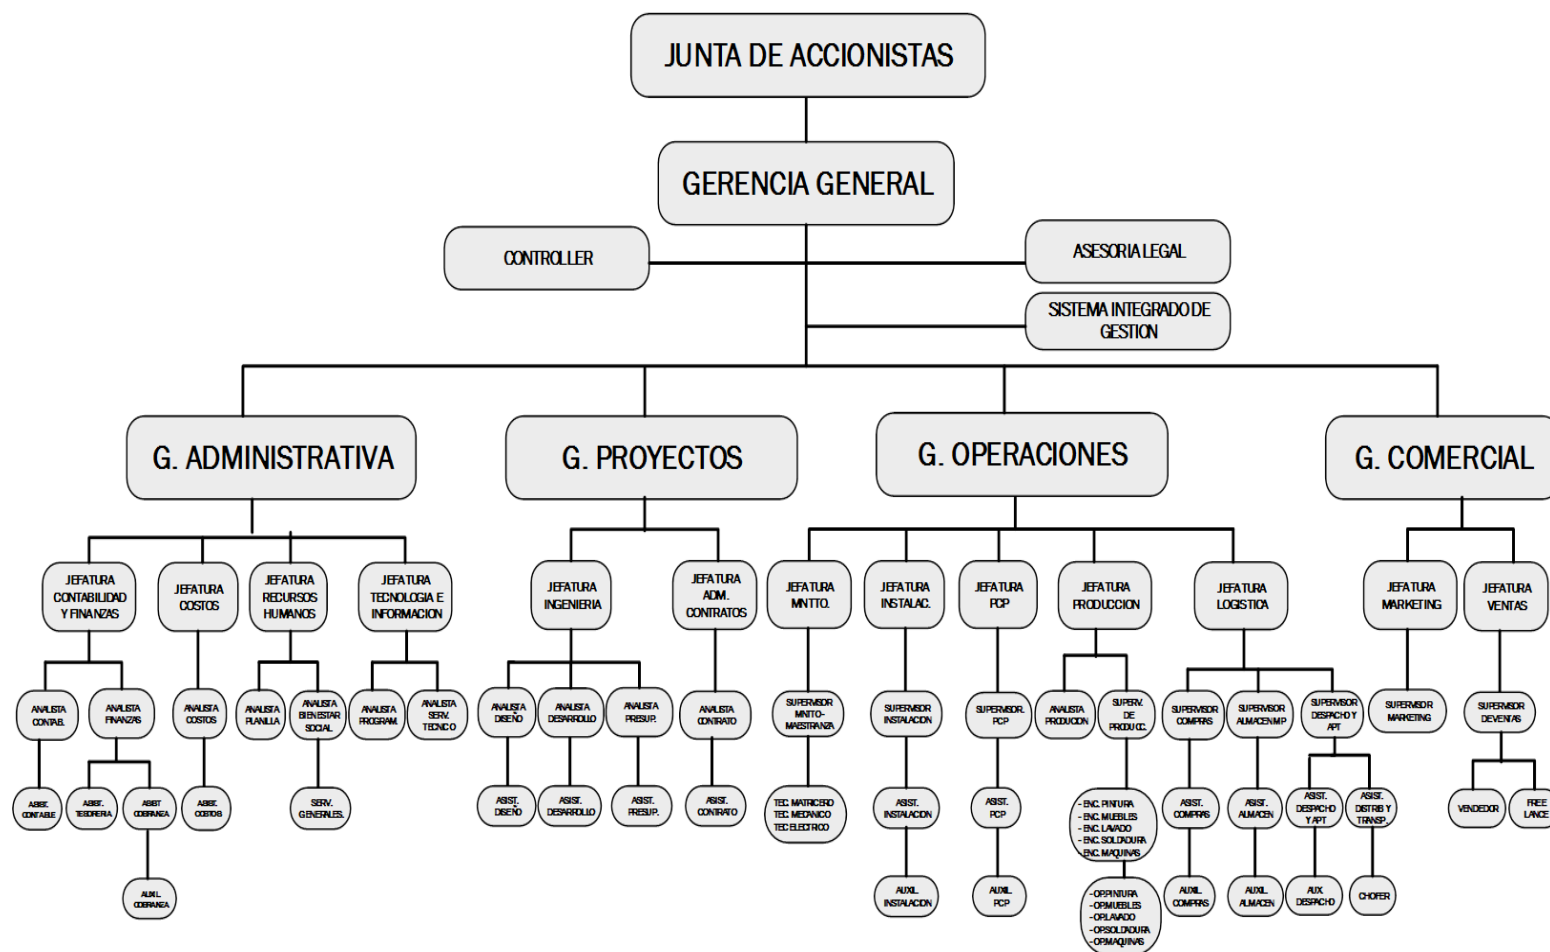 JUNTA DE ACCIONISTAS
GERENCIA GENERAL
CONTROLLER
ASESORIA LEGAL
SISTEMA INTEGRADO DE
GESTION
G. ADMINISTRATIVA
G. PROYECTOS
G. OPERACIONES
G. COMERCIAL
JEFATURA
CONTABILIDAD
Y FINANZAS
JEFATURA
COSTOS
JEFATURA
RECURSOS
HUMANOS
JEFATURA
TECNOLOGIA E
INFORMACION
JEFATURA
INGENIERIA
JEFATURA
ADM.
CONTRATOS
JEFATURA
MNTTO.
JEFATURA
INSTALAC.
JEFATURA
PCP
JEFATURA
PRODUCCION
JEFATURA
LOGISTICA
JEFATURA
MARKETING
JEFATURA
VENTAS
ANALISTA
CONTAB.
ANALISTA
FINANZAS
ANALISTA
COSTOS
ANALISTA
PLANILLA
ANALISTA
BIENESTAR
SOCIAL
ANALISTA
PROGRAM.
ANALISTA
SERV.
TECNICO
ANALISTA
DISEÑO
ANALISTA
DESARROLLO
ANALISTA
PRESUP.
ANALISTA
CONTRATO
SUPERVISOR
MNTTO-
MAESTRANZA
SUPERVISOR
INSTALACION
SUPERVISOR.
PCP
ANALISTA
PRODUCION
SUPERV.
DE
PRODUCC.
SUPERVISOR
COMPRAS
SUPERVISOR
ALMACEN MP
SUPERVISOR
DESPACHO Y
APT
SUPERVISOR
MARKETING
SUPERVISOR
DE VENTAS
ASIST.
CONTABLE
ASIST.
TESORERIA
ASIST
COBRANZA
ASIST.
COSTOS
SERV.
GENERALES.
ASIST.
DISEÑO
ASIST.
DESARROLLO
ASIST.
PRESUP.
ASIST.
CONTRATO
TEC. MATRICERO
TEC. MECANICO
TEC ELECTRICO
ASIST.
INSTALACION
ASIST.
PCP
- ENC. PINTURA
- ENC. MUEBLES
- ENC. LAVADO
- ENC. SOLDADURA
- ENC. MAQUINAS
ASIST.
COMPRAS
ASIST.
ALMACEN
ASIST.
DESPACHO
Y APT
ASIST.
DISTRIB Y
TRANSP.
VENDEDOR
FREE
LANCE
AUXIL.
COBRANZA
AUXIL.
INSTALACION
AUXIL.
PCP
- OP.PINTURA
- OP.MUEBLES
- OP.LAVADO
- OP.SOLDADURA
- OP.MAQUINAS
AUXIL.
COMPRAS
AUXIL.
ALMACEN
AUX.
DESPACHO
CHOFER